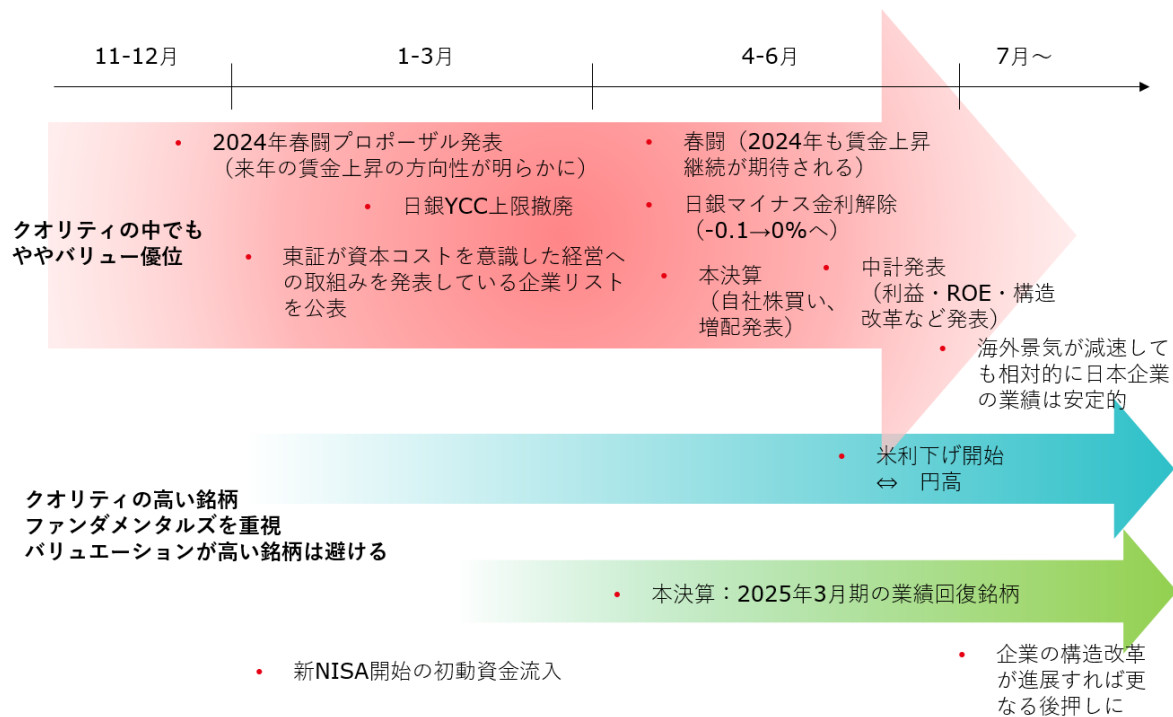 11-12月
1-3月
4-6月
7月～
• 2024年春闘プロポーザル発表
（来年の賃金上昇の方向性が明らかに）
• 春闘（2024年も賃金上昇
継続が期待される）
• 日銀YCC上限撤廃
• 日銀マイナス金利解除
（-0.1→0%へ）
クオリティの中でも
ややバリュー優位
• 東証が資本コストを意識した経営へ
の取組みを発表している企業リスト
を公表
• 本決算
（自社株買い、
増配発表）
• 中計発表
（利益・ROE・構造
改革など発表）
• 海外景気が減速して
も相対的に日本企業
の業績は安定的
• 米利下げ開始
⇔ 円高
クオリティの高い銘柄
ファンダメンタルズを重視
バリュエーションが高い銘柄は避ける
• 本決算：2025年3月期の業績回復銘柄
• 新NISA開始の初動資金流入
• 企業の構造改革
が進展すれば更
なる後押しに